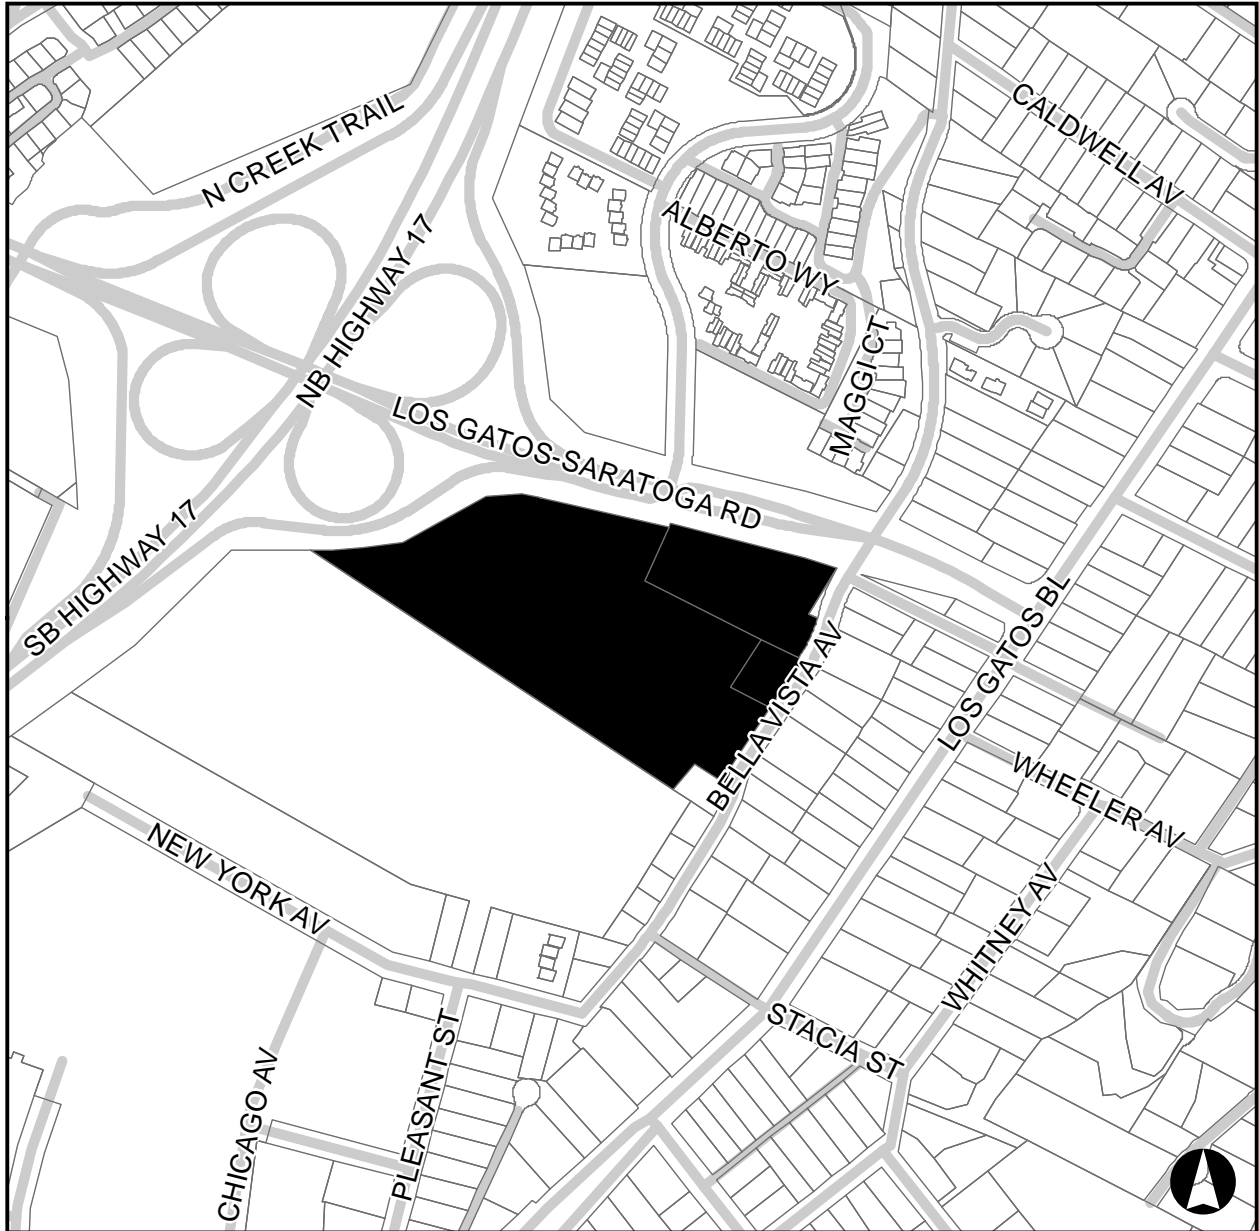 CALDWELL AV
N CREEK TRAIL
ALBERTO WY
NB HIGHWAY 17
MAGGI CT
LOS GATOS-SARATOGA RD
SB HIGHWAY 17
LOS GATOS BL
BELLA VISTA AV
WHEELER AV
NEW YORK AV
WHITNEY AV
STACIA ST
PLEASANT ST
CHICAGO AV